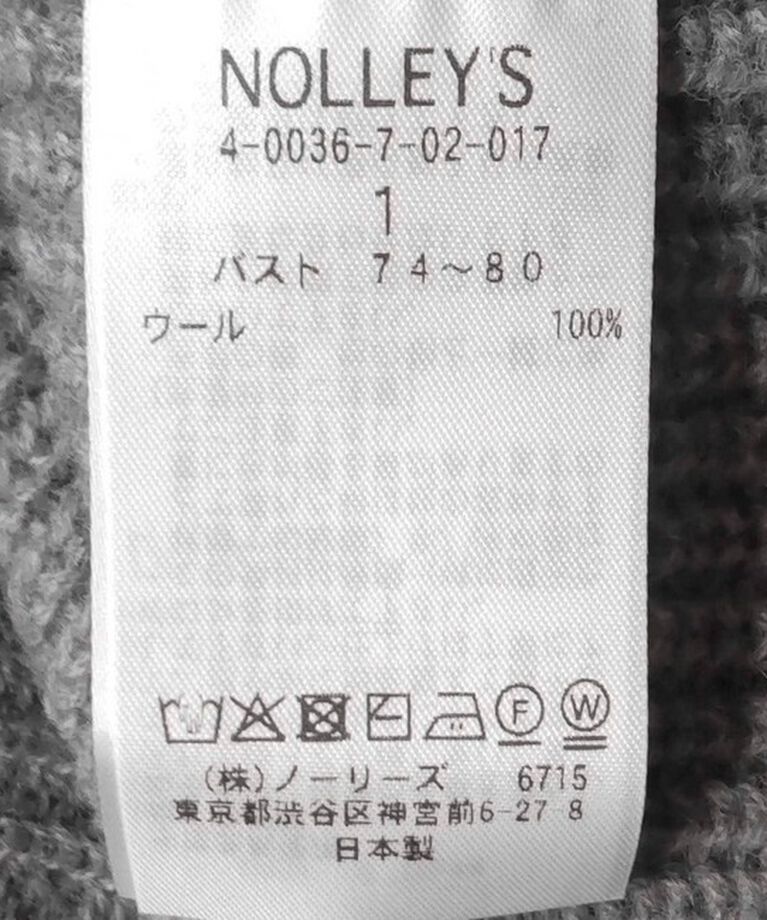 NOLLEY'S
4-0036-7-02-017
1
バスト 74〜80
ウール 100%
F W
(株)ノーリーズ 6715
東京都渋谷区神宮前6-27 8
日本製